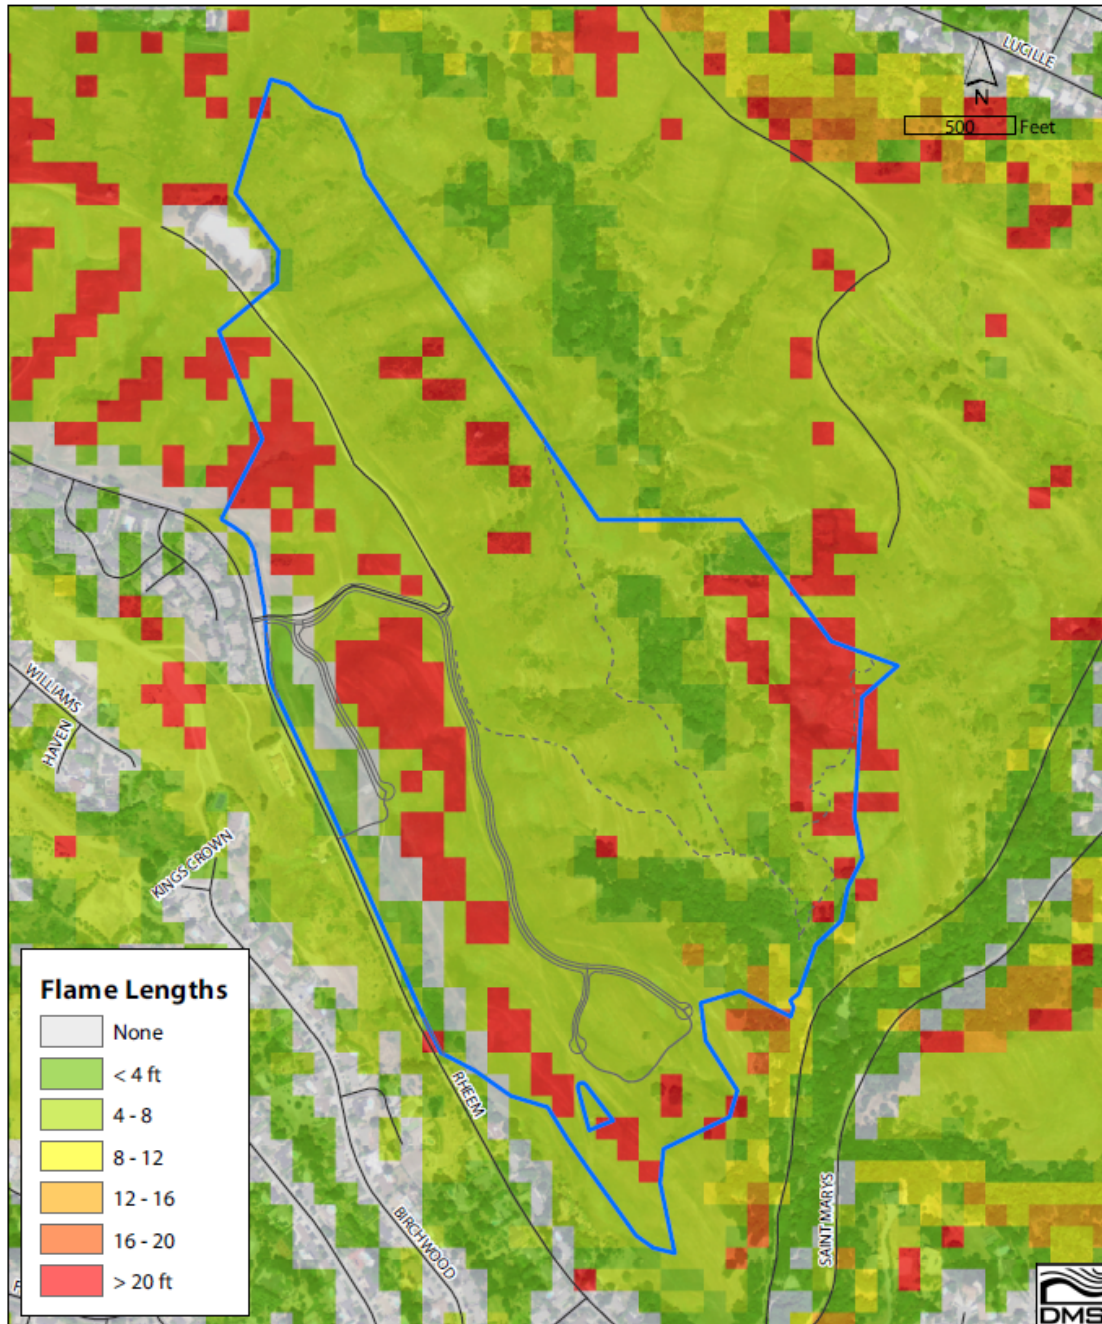 LUCILLE
N
500 Feet
WILLIAMS
HAVEN
KINGS CROWN
Flame Lengths
None
< 4 ft
4 - 8
8 - 12
12 - 16
16 - 20
> 20 ft
RHEEM
BIRCHWOOD
SAINT MARYS
DMS